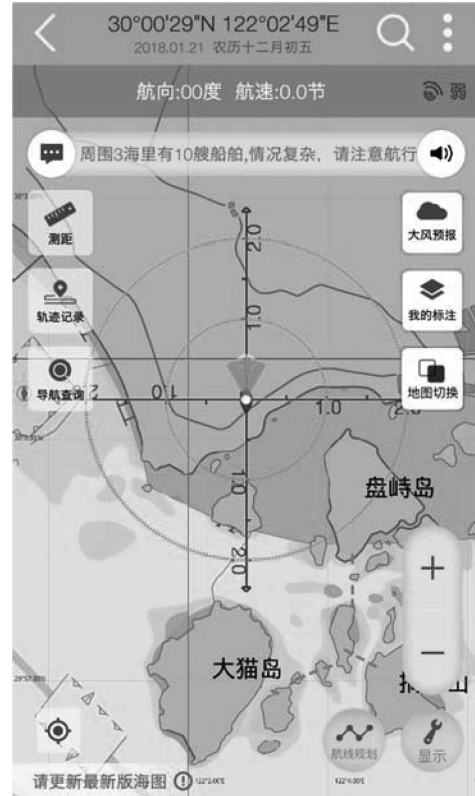 30°00′29″N 122°02′49″E
2018.01.21 农历十二月初五
航向:00度 航速:0.0节
弱
周围3海里有10艘船舶,情况复杂, 请注意航行
测距
大风预报
轨迹记录
我的标注
导航查询
地图切换
2.0
1.0
2.0
1.0
1.0
2.0
1.0
2.0
盘峙岛
大猫岛
山
航线规划
显示
请更新最新版海图